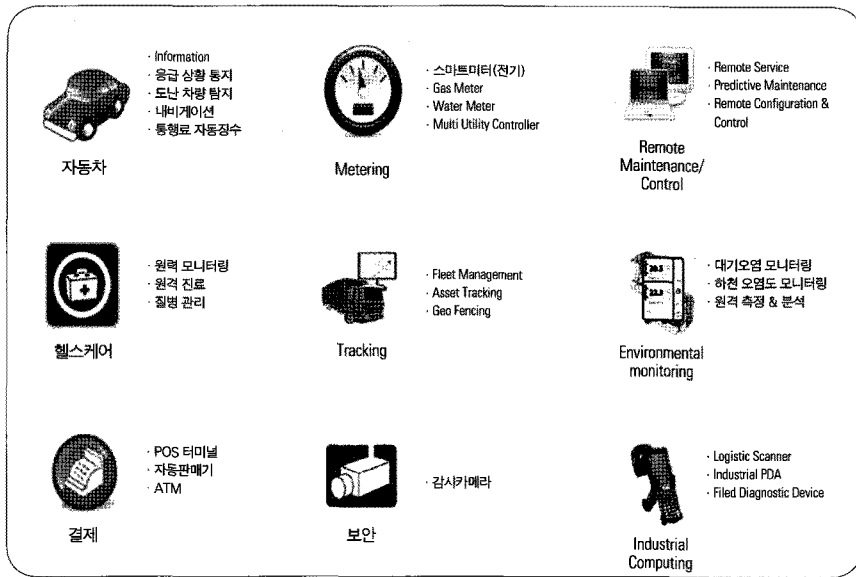 · Information
· 응급 상황 통지
· 도난 차량 탐지
· 내비게이션
· 통행료 자동징수
자동차
· 스마트미터(전기)
· Gas Meter
· Water Meter
· Multi Utility Controller
Metering
· Remote Service
· Predictive Maintenance
· Remote Configuration &
Control
Remote
Maintenance/
Control
· 원력 모니터링
· 원격 진료
· 질병 관리
헬스케어
· Fleet Management
· Asset Tracking
· Geo Fencing
Tracking
· 대기오염 모니터링
· 하천 오염도 모니터링
· 원격 측정 & 분석
Environmental
monitoring
· POS 터미널
· 자동판매기
· ATM
결제
· 감시카메라
보안
· Logistic Scanner
· Industrial PDA
· Filed Diagnostic Device
Industrial
Computing